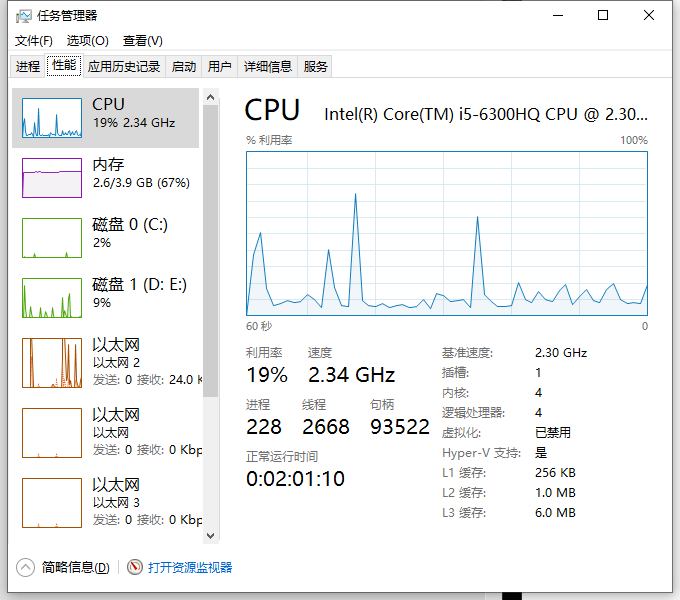 任务管理器
文件(F) 选项(O) 查看(V)
进程 性能 应用历史记录 启动 用户 详细信息 服务
CPU
19% 2.34 GHz
内存
2.6/3.9 GB (67%)
磁盘 0 (C:)
2%
磁盘 1 (D: E:)
9%
以太网
以太网 2
发送: 0 接收: 24.0 K
以太网
以太网
发送: 0 接收: 0 Kbp
以太网
以太网 3
发送: 0 接收: 0 Kbp
CPU Intel(R) Core(TM) i5-6300HQ CPU @ 2.30...
% 利用率 100%
60 秒 0
利用率 速度
19% 2.34 GHz
进程 线程 句柄
228 2668 93522
正常运行时间
0:02:01:10
基准速度: 2.30 GHz
插槽: 1
内核: 4
逻辑处理器: 4
虚拟化: 已禁用
Hyper-V 支持: 是
L1 缓存: 256 KB
L2 缓存: 1.0 MB
L3 缓存: 6.0 MB
简略信息(D) 打开资源监视器